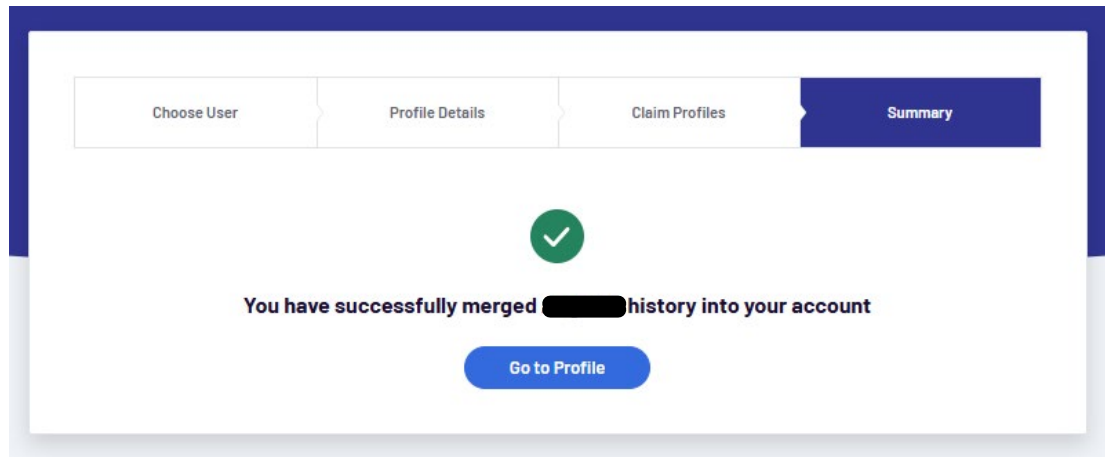 Choose User
Profile Details
Claim Profiles
Summary
You have successfully merged history into your account
Go to Profile